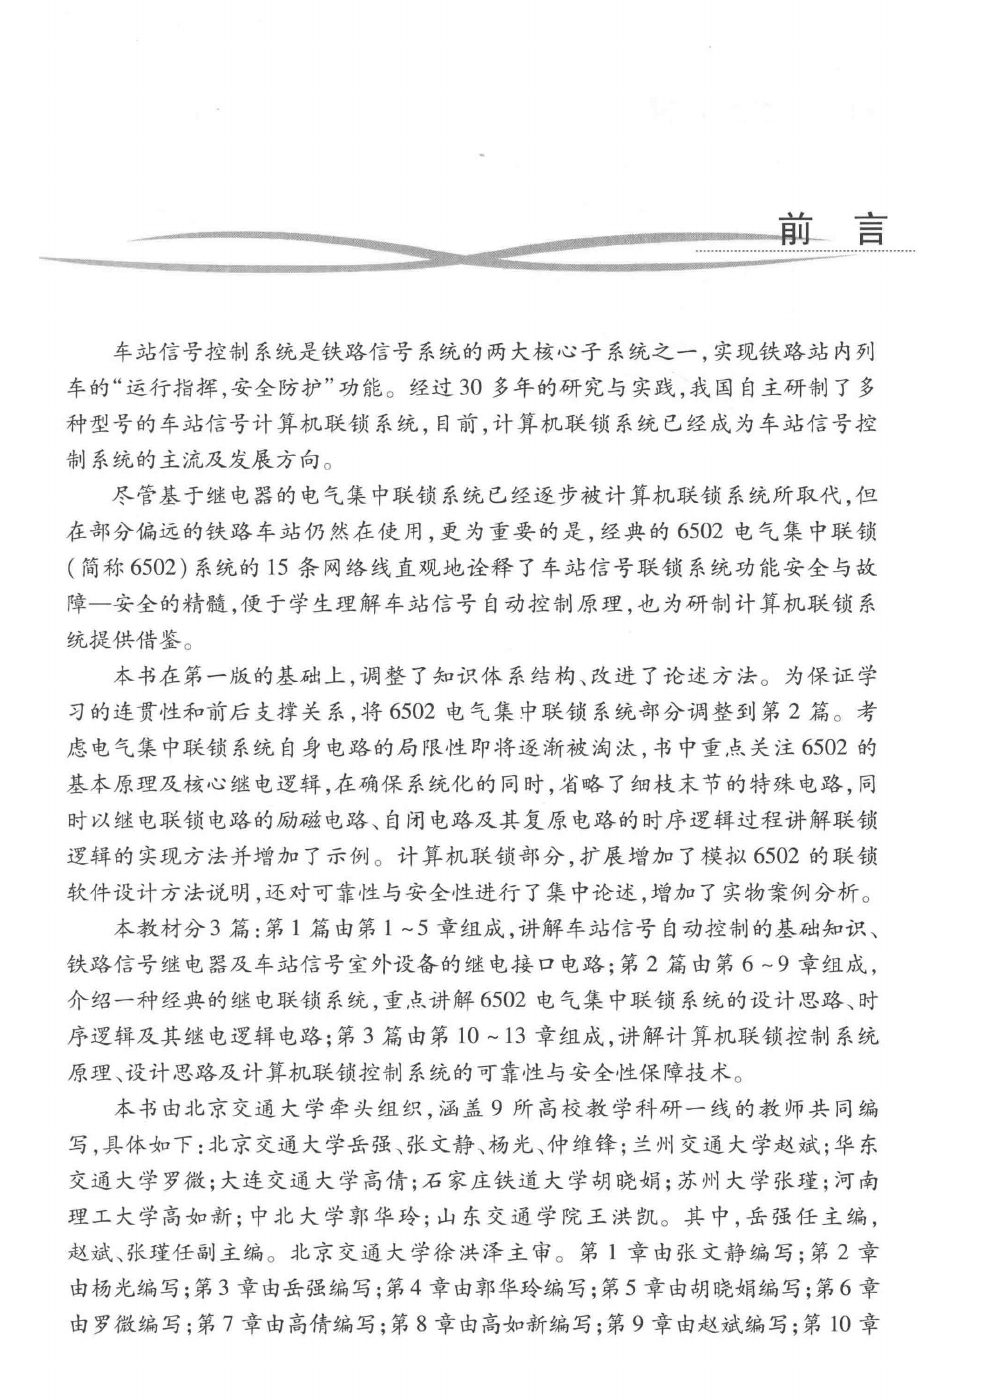 前 言
车站信号控制系统是铁路信号系统的两大核心子系统之一,实现铁路站内列
车的“运行指挥,安全防护”功能。经过 30 多年的研究与实践,我国自主研制了多
种型号的车站信号计算机联锁系统,目前,计算机联锁系统已经成为车站信号控
制系统的主流及发展方向。
尽管基于继电器的电气集中联锁系统已经逐步被计算机联锁系统所取代,但
在部分偏远的铁路车站仍然在使用,更为重要的是,经典的 6502 电气集中联锁
(简称 6502)系统的 15 条网络线直观地诠释了车站信号联锁系统功能安全与故
障—安全的精髓,便于学生理解车站信号自动控制原理,也为研制计算机联锁系
统提供借鉴。
本书在第一版的基础上,调整了知识体系结构、改进了论述方法。为保证学
习的连贯性和前后支撑关系,将 6502 电气集中联锁系统部分调整到第 2 篇。考
虑电气集中联锁系统自身电路的局限性即将逐渐被淘汰,书中重点关注 6502 的
基本原理及核心继电逻辑,在确保系统化的同时,省略了细枝末节的特殊电路,同
时以继电联锁电路的励磁电路、自闭电路及其复原电路的时序逻辑过程讲解联锁
逻辑的实现方法并增加了示例。计算机联锁部分,扩展增加了模拟 6502 的联锁
软件设计方法说明,还对可靠性与安全性进行了集中论述,增加了实物案例分析。
本教材分 3 篇:第 1 篇由第 1~5 章组成,讲解车站信号自动控制的基础知识、
铁路信号继电器及车站信号室外设备的继电接口电路;第 2 篇由第 6~9 章组成,
介绍一种经典的继电联锁系统,重点讲解 6502 电气集中联锁系统的设计思路、时
序逻辑及其继电逻辑电路;第 3 篇由第 10~13 章组成,讲解计算机联锁控制系统
原理、设计思路及计算机联锁控制系统的可靠性与安全性保障技术。
本书由北京交通大学牵头组织,涵盖 9 所高校教学科研一线的教师共同编
写,具体如下:北京交通大学岳强、张文静、杨光、仲维锋;兰州交通大学赵斌;华东
交通大学罗微;大连交通大学高倩;石家庄铁道大学胡晓娟;苏州大学张瑾;河南
理工大学高如新;中北大学郭华玲;山东交通学院王洪凯。其中,岳强任主编,
赵斌、张瑾任副主编。北京交通大学徐洪泽主审。第 1 章由张文静编写;第 2 章
由杨光编写;第 3 章由岳强编写;第 4 章由郭华玲编写;第 5 章由胡晓娟编写;第 6 章
由罗微编写;第 7 章由高倩编写;第 8 章由高如新编写;第 9 章由赵斌编写;第 10 章